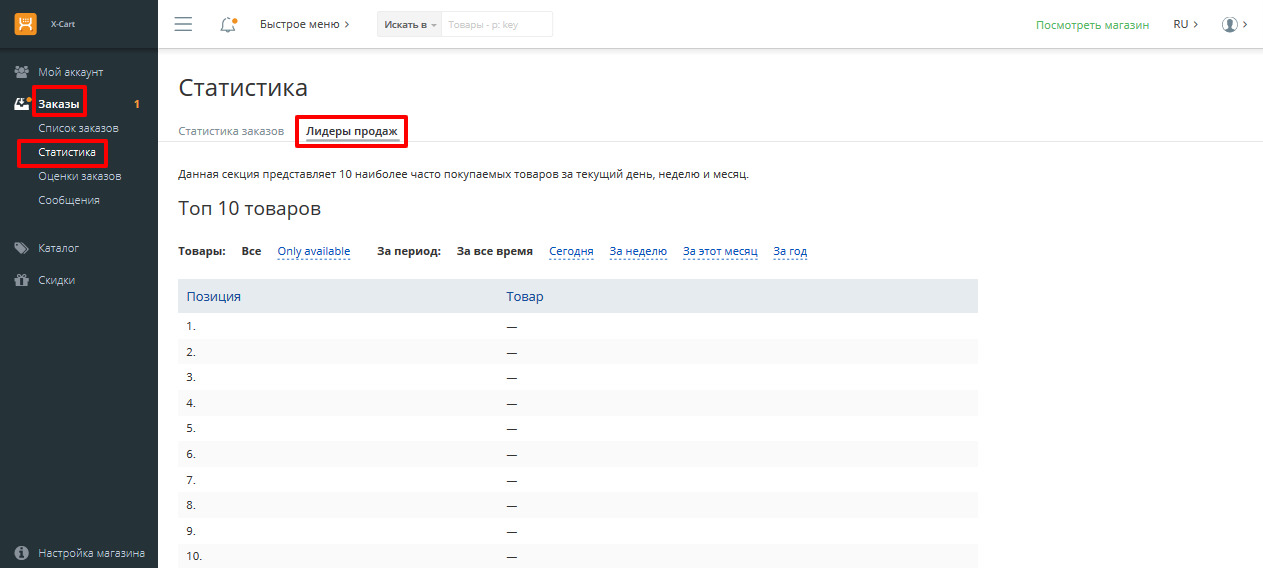 X-Cart
Быстрое меню
Искать в
Товары - p: key
Посмотреть магазин
RU
Мой аккаунт
Заказы 1
Список заказов
Статистика
Оценки заказов
Сообщения
Каталог
Скидки
Настройка магазина
Статистика
Статистика заказов Лидеры продаж
Данная секция представляет 10 наиболее часто покупаемых товаров за текущий день, неделю и месяц.
Топ 10 товаров
Товары: Все Only available За период: За все время Сегодня За неделю За этот месяц За год
Позиция Товар
1. —
2. —
3. —
4. —
5. —
6. —
7. —
8. —
9. —
10. —